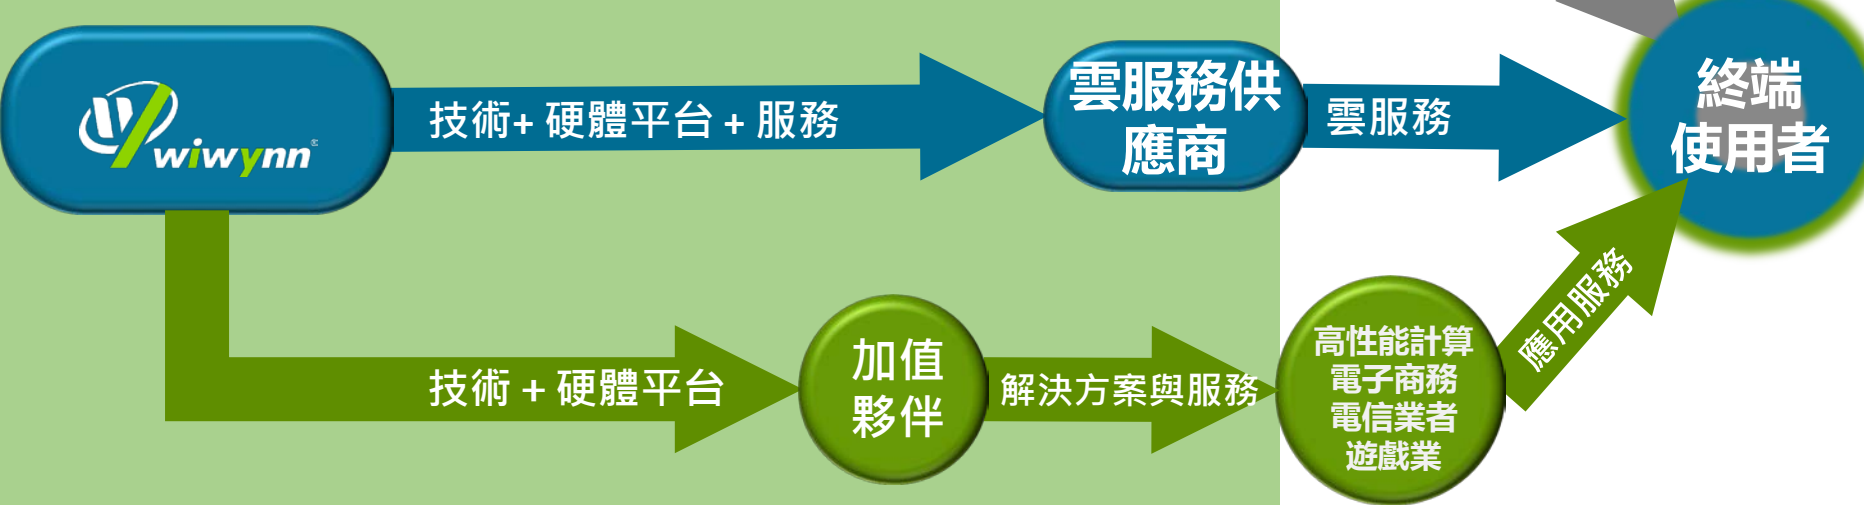 wiwynn®
技術+ 硬體平台 + 服務
雲服務供
應商
雲服務
終端
使用者
技術 + 硬體平台
加值
夥伴
解決方案與服務
高性能計算
電子商務
電信業者
遊戲業
應用服務